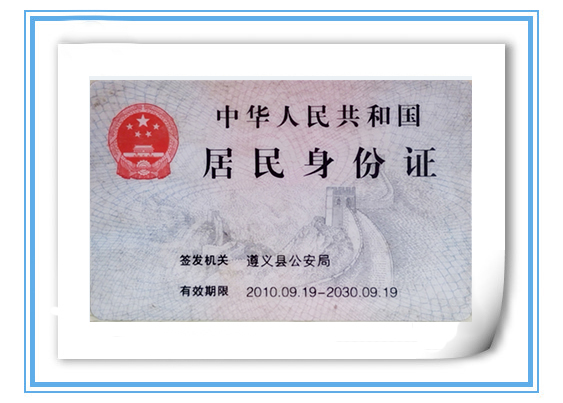 中华人民共和国
居民身份证
签发机关 遵义县公安局
有效期限 2010.09.19-2030.09.19